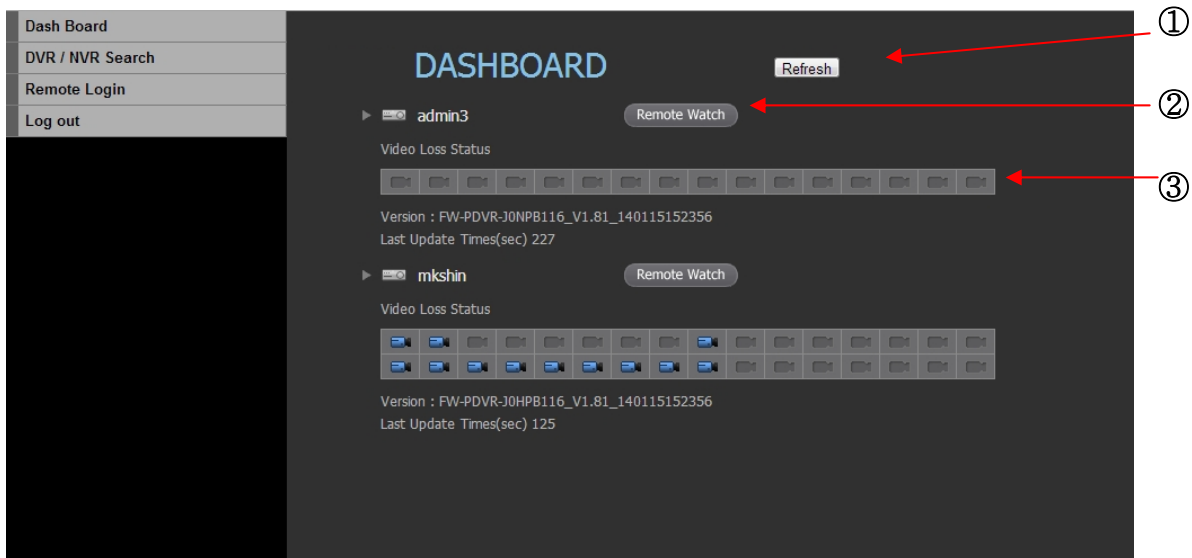 Dash Board
DVR / NVR Search
Remote Login
Log out
DASHBOARD
Refresh
①
admin3
Remote Watch
②
Video Loss Status
③
Version : FW-PDVR-J0NPB116_V1.81_140115152356
Last Update Times(sec) 227
mkshin
Remote Watch
Video Loss Status
Version : FW-PDVR-J0HPB116_V1.81_140115152356
Last Update Times(sec) 125